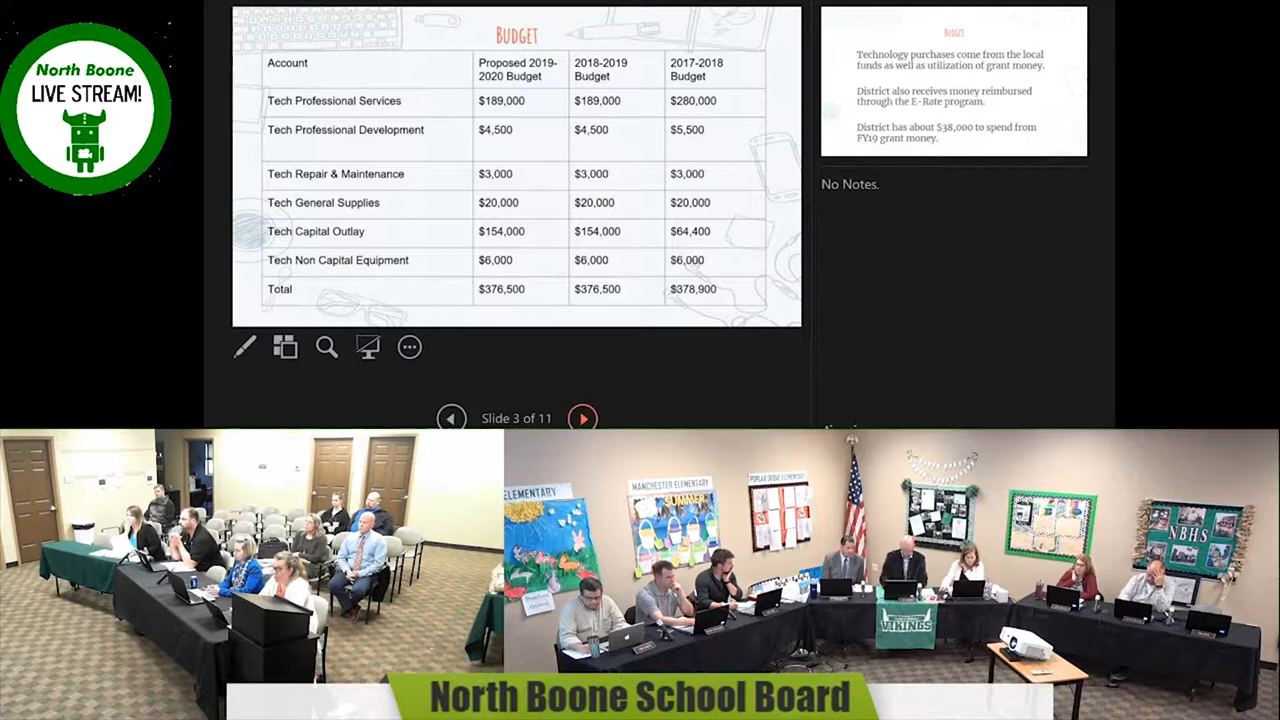 North Boone
LIVE STREAM!
BUDGET
Account
Proposed 2019-
2020 Budget
2018-2019
Budget
2017-2018
Budget
Tech Professional Services $189,000 $189,000 $280,000
Tech Professional Development $4,500 $4,500 $5,500
Tech Repair & Maintenance $3,000 $3,000 $3,000
Tech General Supplies $20,000 $20,000 $20,000
Tech Capital Outlay $154,000 $154,000 $64,400
Tech Non Capital Equipment $6,000 $6,000 $6,000
Total $376,500 $376,500 $378,900
BUDGET
Technology purchases come from the local
funds as well as utilization of grant money.
District also receives money reimbursed
through the E-Rate program.
District has about $38,000 to spend from
FY19 grant money.
No Notes.
Slide 3 of 11
ELEMENTARY
MANCHESTER ELEMENTARY
SUMMER
POPLAR GROVE ELEMENTARY
NBHS
VIKINGS
North Boone School Board